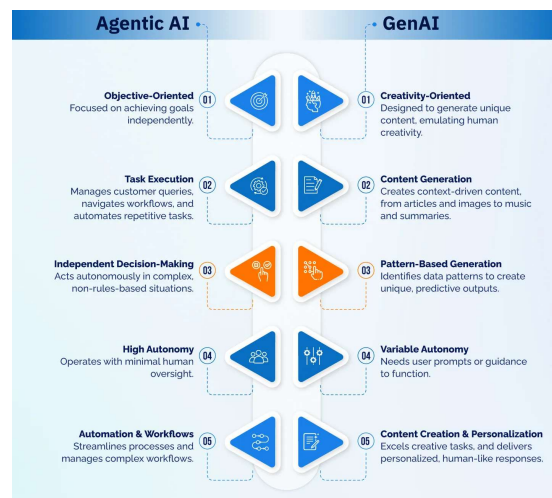 Agentic AI
GenAI
Objective-Oriented
Focused on achieving goals
independently.
01
01
Creativity-Oriented
Designed to generate unique
content, emulating human
creativity.
Task Execution
Manages customer queries,
navigates workflows, and
automates repetitive tasks.
02
02
Content Generation
Creates context-driven content,
from articles and images to music
and summaries.
Independent Decision-Making
Acts autonomously in complex,
non-rules-based situations.
03
03
Pattern-Based Generation
Identifies data patterns to create
unique, predictive outputs.
High Autonomy
Operates with minimal human
oversight.
04
04
Variable Autonomy
Needs user prompts or guidance
to function.
Automation & Workflows
Streamlines processes and
manages complex workflows.
05
05
Content Creation & Personalization
Excels creative tasks, and delivers
personalized, human-like responses.